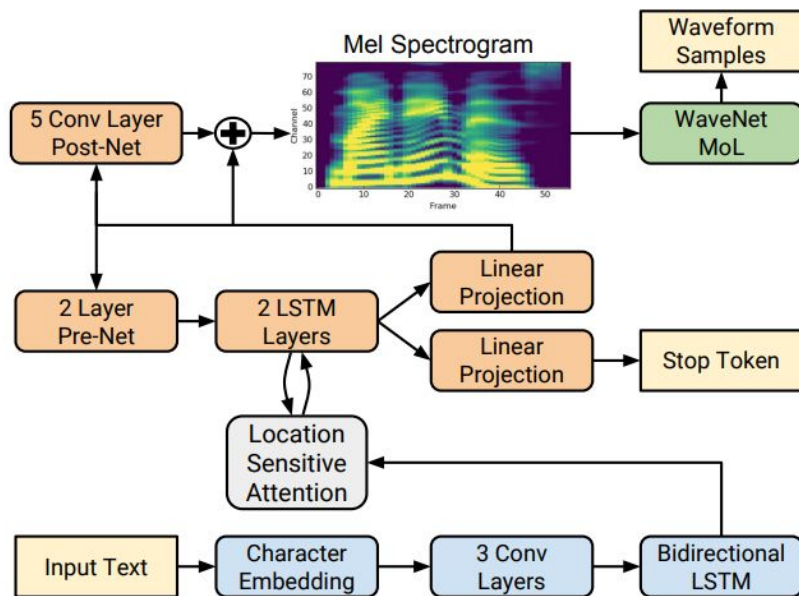 Mel Spectrogram
Waveform
Samples
5 Conv Layer
Post-Net
WaveNet
MoL
Channel
70
60
50
40
30
20
10
0
0 10 20 30 40 50
Frame
2 Layer
Pre-Net
2 LSTM
Layers
Linear
Projection
Linear
Projection
Stop Token
Location
Sensitive
Attention
Input Text
Character
Embedding
3 Conv
Layers
Bidirectional
LSTM